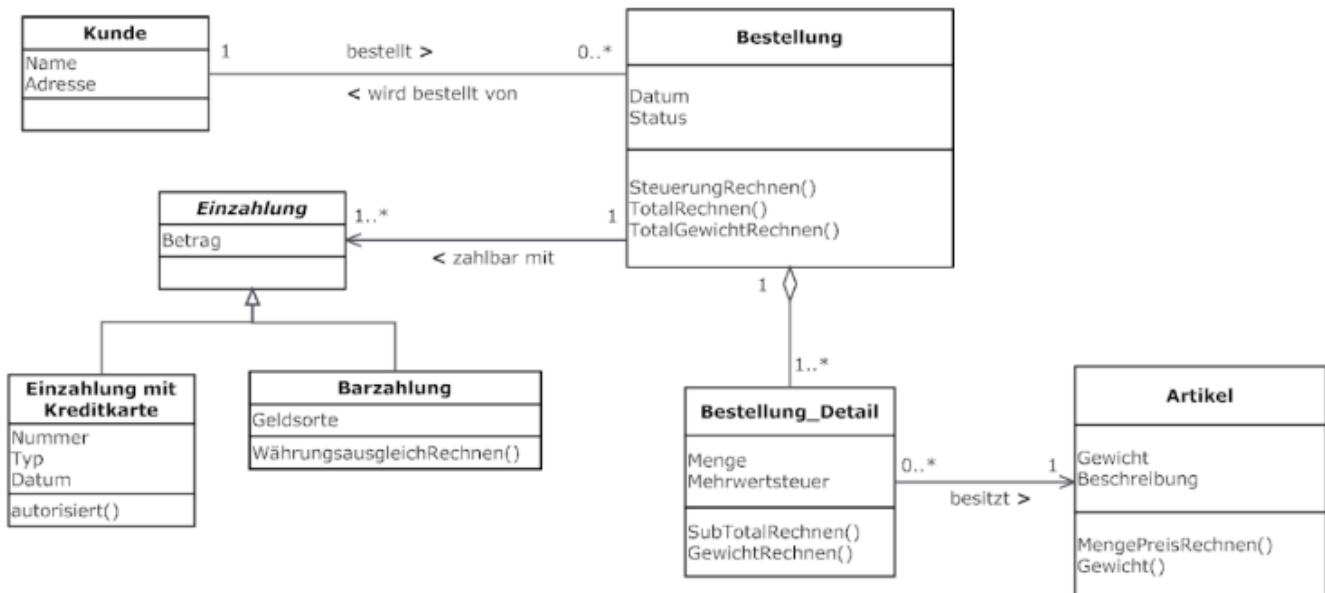 Kunde
Name
Adresse
1
bestellt >
0..*
< wird bestellt von
Bestellung
Datum
Status
SteuerungRechnen()
TotalRechnen()
TotalGewichtRechnen()
Einzahlung
Betrag
1..*
1
< zahlbar mit
1
1..*
Einzahlung mit
Kreditkarte
Nummer
Typ
Datum
autorisiert()
Barzahlung
Geldsorte
WährungsausgleichRechnen()
Bestellung_Detail
Menge
Mehrwertsteuer
SubTotalRechnen()
GewichtRechnen()
0..*
1
besitzt >
Artikel
Gewicht
Beschreibung
MengePreisRechnen()
Gewicht()